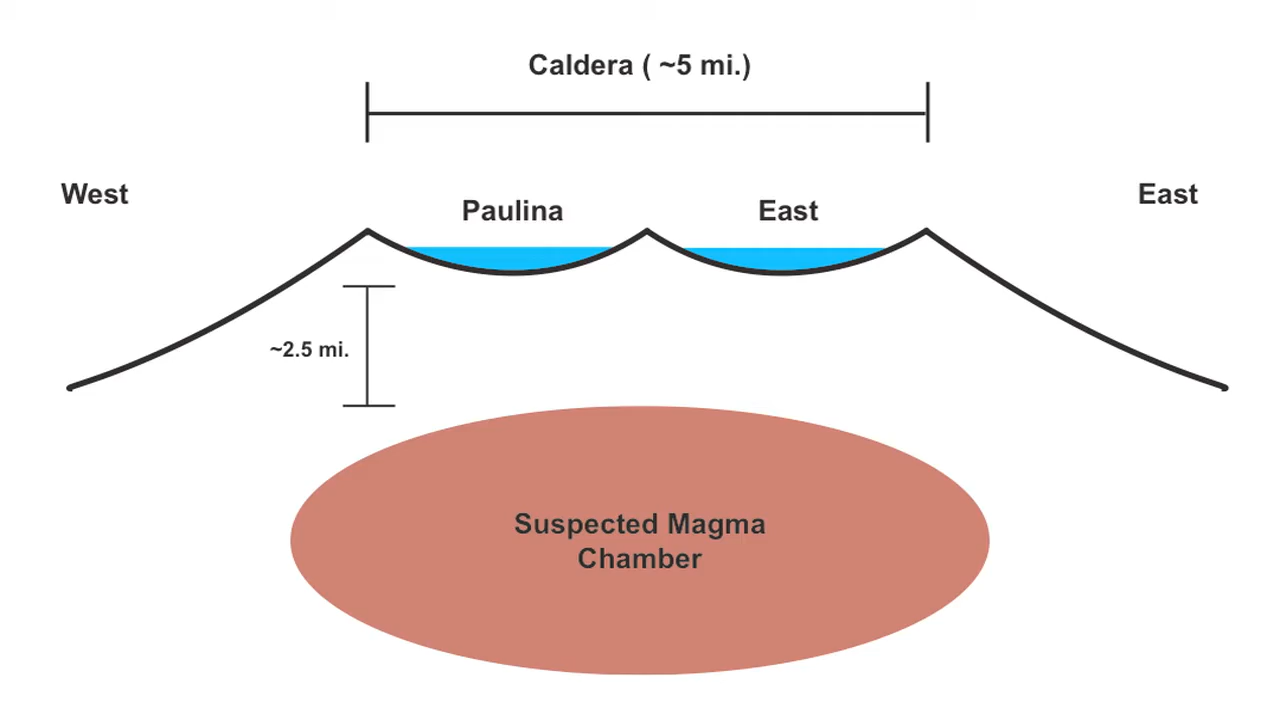 Caldera ( ~5 mi.)
West
East
Paulina
East
~2.5 mi.
Suspected Magma
Chamber